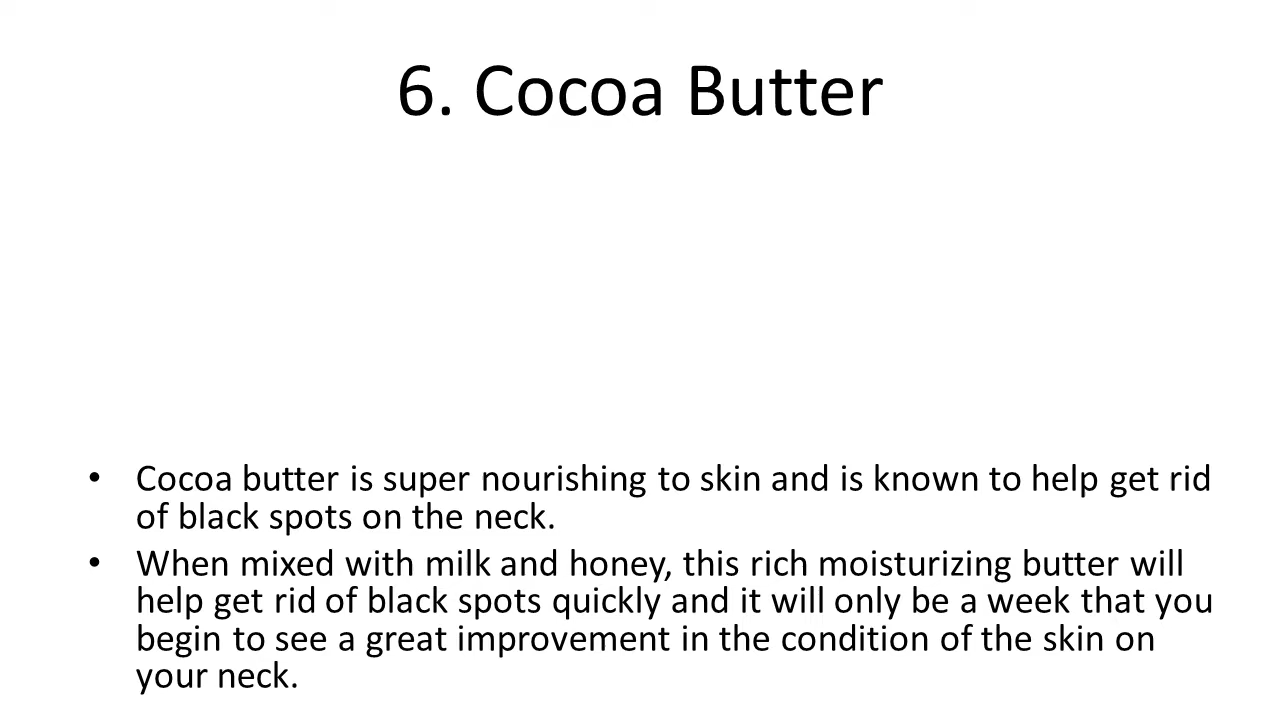 6. Cocoa Butter
• Cocoa butter is super nourishing to skin and is known to help get rid
of black spots on the neck.
• When mixed with milk and honey, this rich moisturizing butter will
help get rid of black spots quickly and it will only be a week that you
begin to see a great improvement in the condition of the skin on
your neck.